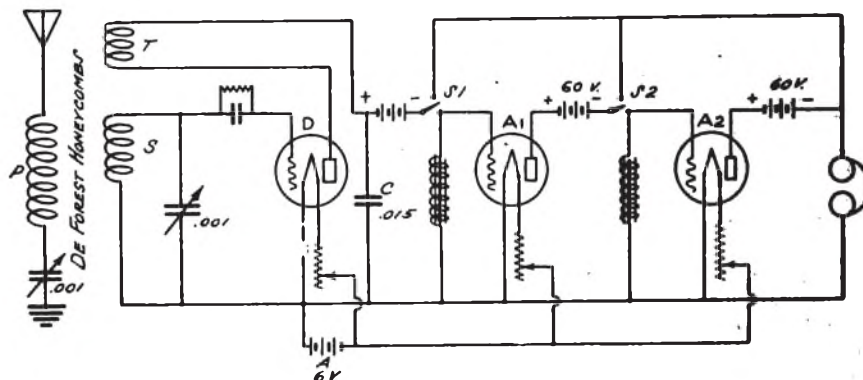 T
P
DE FOREST HONEYCOMBS
S
.001
.001
D
+ -
S1
C
.015
A1
+ 60 V. -
S2
A2
+ 60 V. -
A
6 V